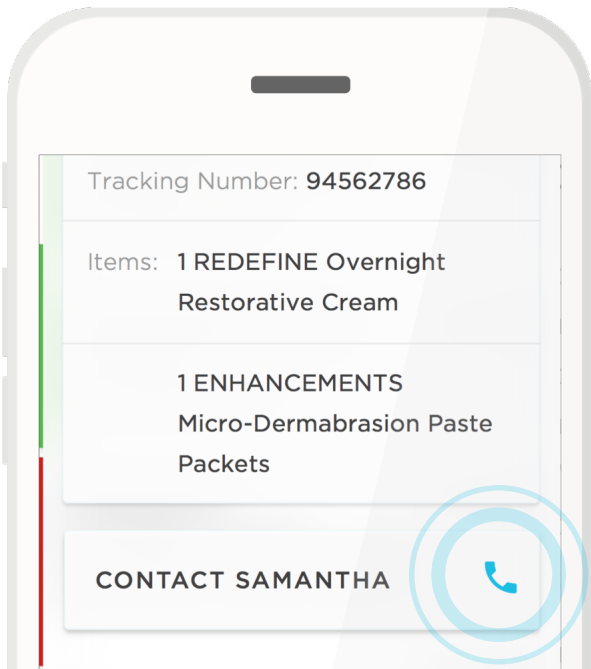 Tracking Number: 94562786
Items: 1 REDEFINE Overnight
Restorative Cream
1 ENHANCEMENTS
Micro-Dermabrasion Paste
Packets
CONTACT SAMANTHA